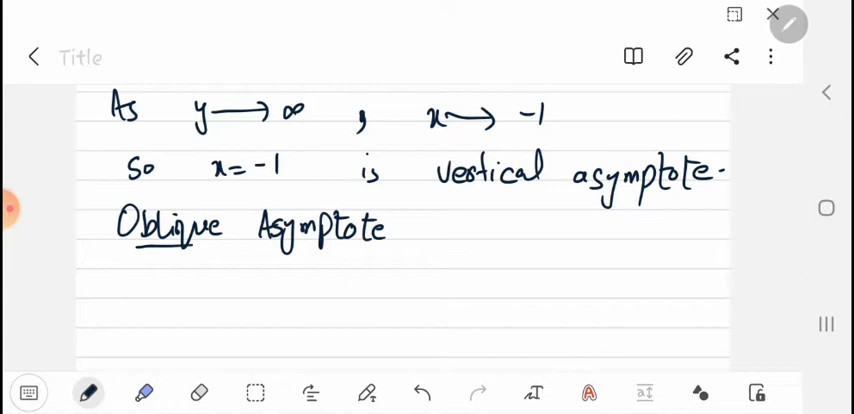 Title
As y ⟶ ∞ , x ⟶ -1
So x = -1 is vertical asymptote.
Oblique Asymptote